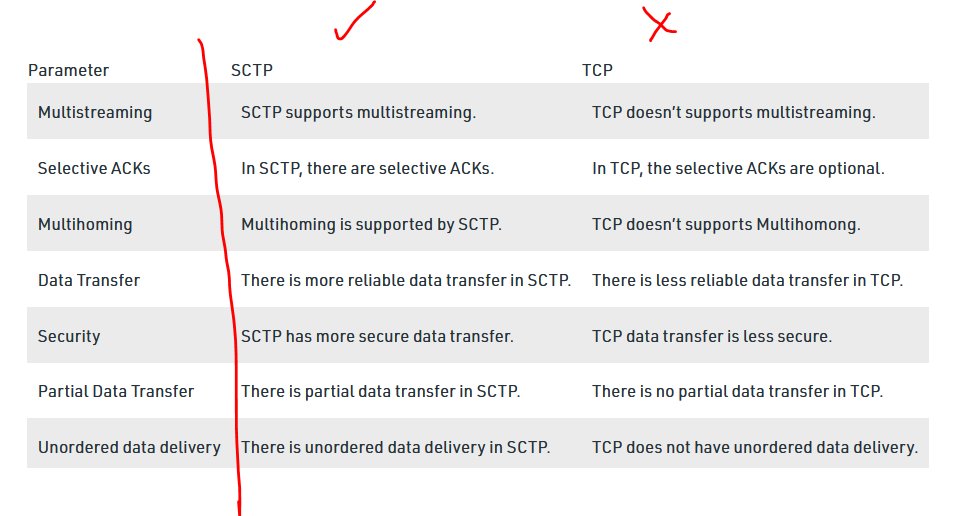 Parameter SCTP TCP
Multistreaming SCTP supports multistreaming. TCP doesn’t supports multistreaming.
Selective ACKs In SCTP, there are selective ACKs. In TCP, the selective ACKs are optional.
Multihoming Multihoming is supported by SCTP. TCP doesn’t supports Multihomong.
Data Transfer There is more reliable data transfer in SCTP. There is less reliable data transfer in TCP.
Security SCTP has more secure data transfer. TCP data transfer is less secure.
Partial Data Transfer There is partial data transfer in SCTP. There is no partial data transfer in TCP.
Unordered data delivery There is unordered data delivery in SCTP. TCP does not have unordered data delivery.